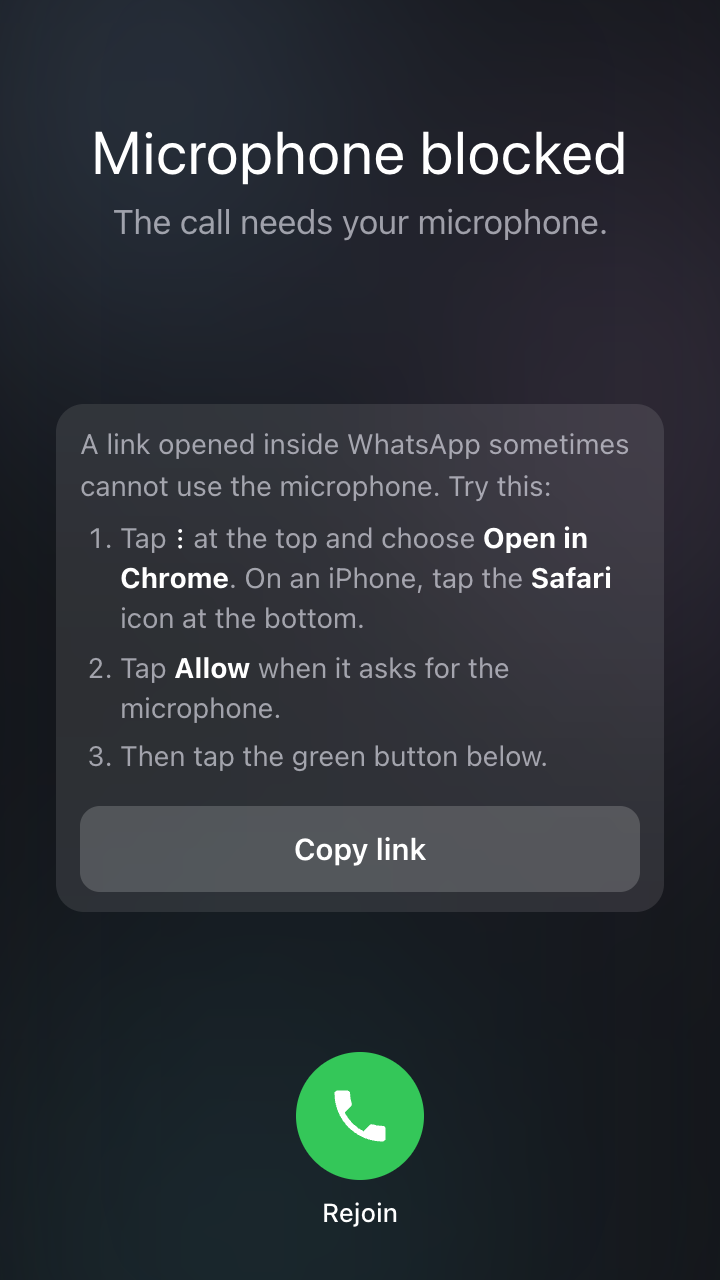 Microphone blocked
The call needs your microphone.
A link opened inside WhatsApp sometimes
cannot use the microphone. Try this:
1. Tap ⋮ at the top and choose Open in
Chrome. On an iPhone, tap the Safari
icon at the bottom.
2. Tap Allow when it asks for the
microphone.
3. Then tap the green button below.
Copy link
Rejoin